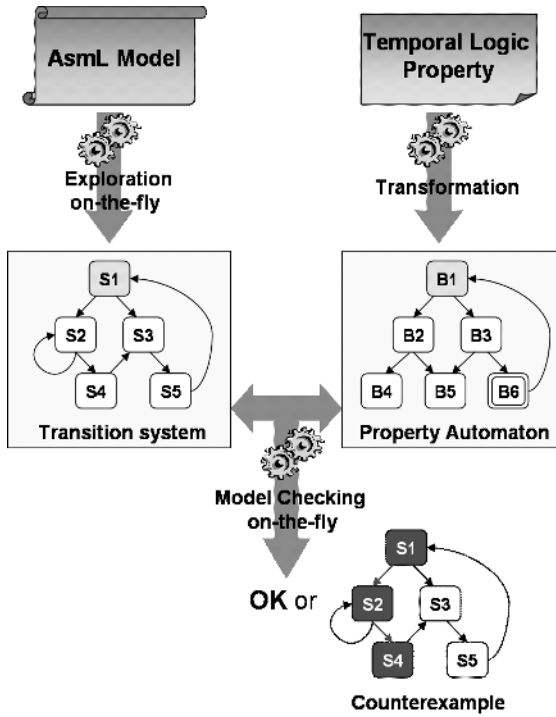 AsmL Model
Temporal Logic
Property
Exploration
on-the-fly
Transformation
S1
S2
S3
S4
S5
Transition system
B1
B2
B3
B4
B5
B6
Property Automaton
Model Checking
on-the-fly
OK or
S1
S2
S3
S4
S5
Counterexample